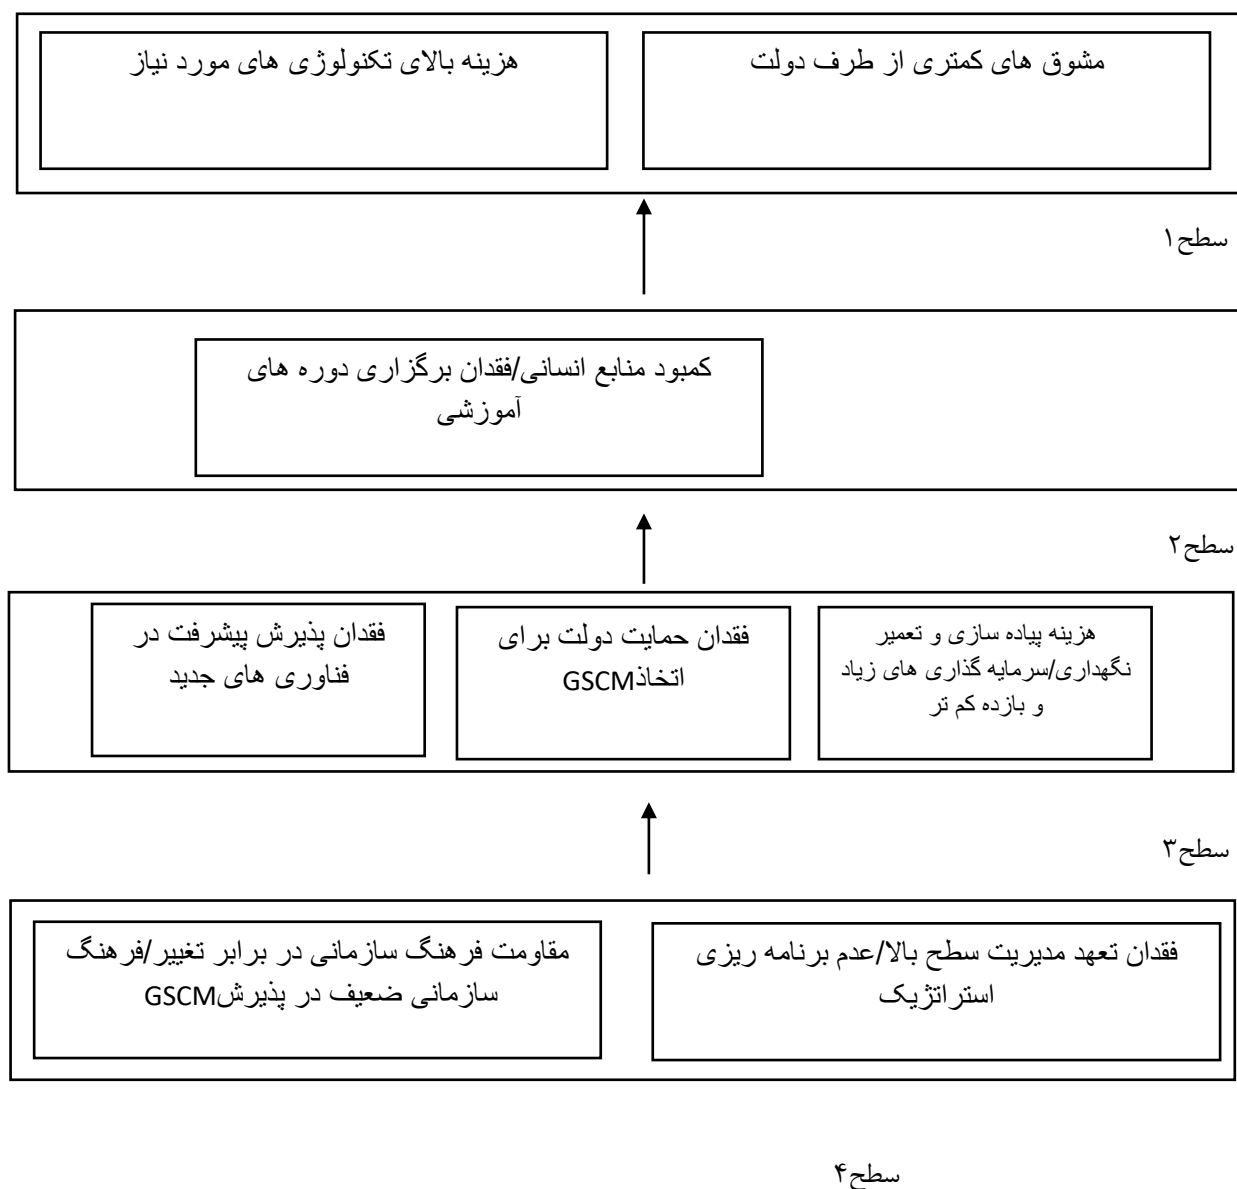 مشوق های کمتری از طرف دولت
هزینه بالای تکنولوژی های مورد نیاز
سطح۱
کمبود منابع انسانی/فقدان برگزاری دوره های
آموزشی
سطح۲
هزینه پیاده سازی و تعمیر
نگهداری/سرمایه گذاری های زیاد
و بازده کم تر
فقدان حمایت دولت برای
اتخاذGSCM
فقدان پذیرش پیشرفت در
فناوری های جدید
سطح۳
فقدان تعهد مدیریت سطح بالا/عدم برنامه ریزی
استراتژیک
مقاومت فرهنگ سازمانی در برابر تغییر/فرهنگ
سازمانی ضعیف در پذیرشGSCM
سطح۴